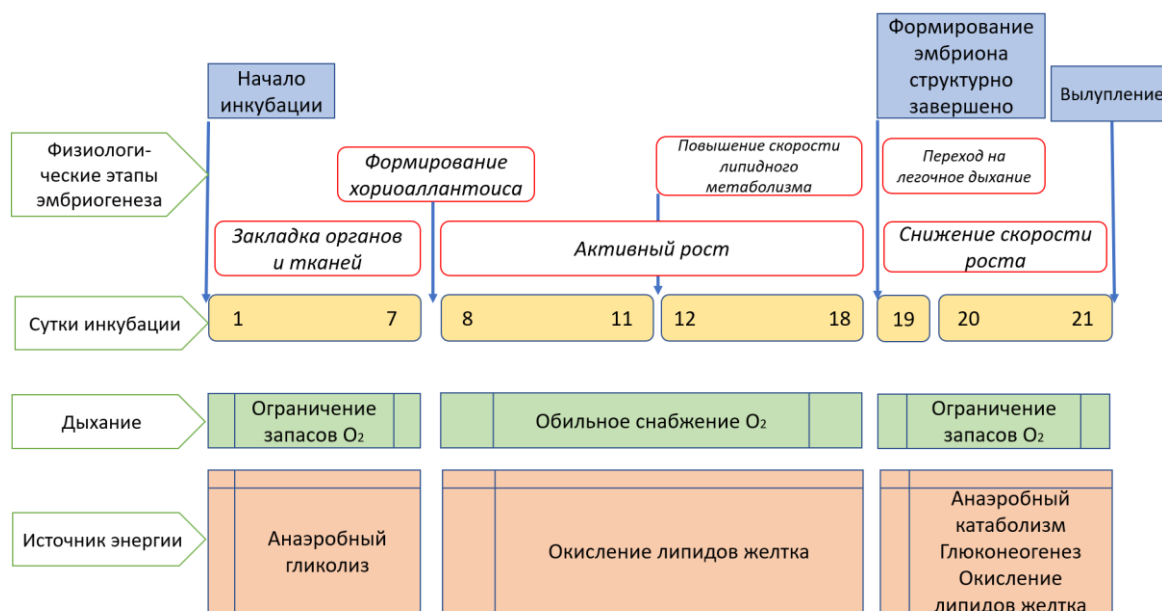 Начало
инкубации
Формирование
эмбриона
структурно
завершено
Вылупление
Физиологи-
ческие этапы
эмбриогенеза
Формирование
хориоаллантоиса
Повышение скорости
липидного
метаболизма
Переход на
легочное дыхание
Закладка органов
и тканей
Активный рост
Снижение скорости
роста
Сутки инкубации
1 7 8 11 12 18 19 20 21
Дыхание
Ограничение
запасов O₂
Обильное снабжение O₂
Ограничение
запасов O₂
Источник энергии
Анаэробный
гликолиз
Окисление липидов желтка
Анаэробный
катаболизм
Глюконеогенез
Окисление
липидов желтка